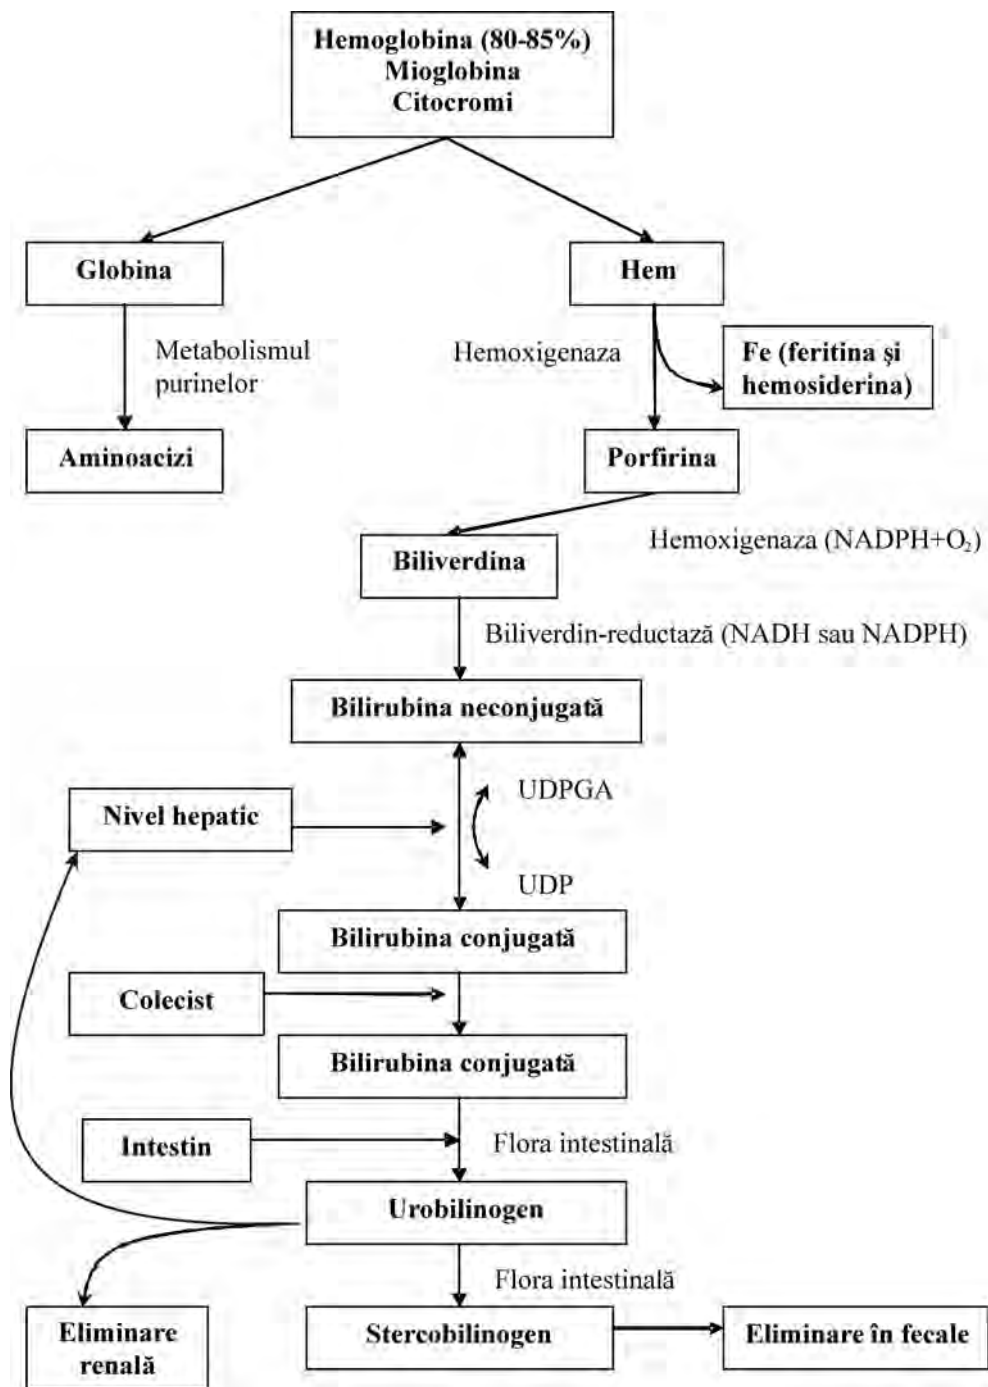 Hemoglobina (80-85%)
Mioglobina
Citocromi
Globina
Hem
Metabolismul
purinelor
Hemoxigenaza
Fe (feritina şi
hemosiderina)
Aminoacizi
Porfirina
Hemoxigenaza (NADPH+O₂)
Biliverdina
Biliverdin-reductază (NADH sau NADPH)
Bilirubina neconjugată
UDPGA
Nivel hepatic
UDP
Bilirubina conjugată
Colecist
Bilirubina conjugată
Intestin
Flora intestinală
Urobilinogen
Flora intestinală
Eliminare
renală
Stercobilinogen
Eliminare în fecale